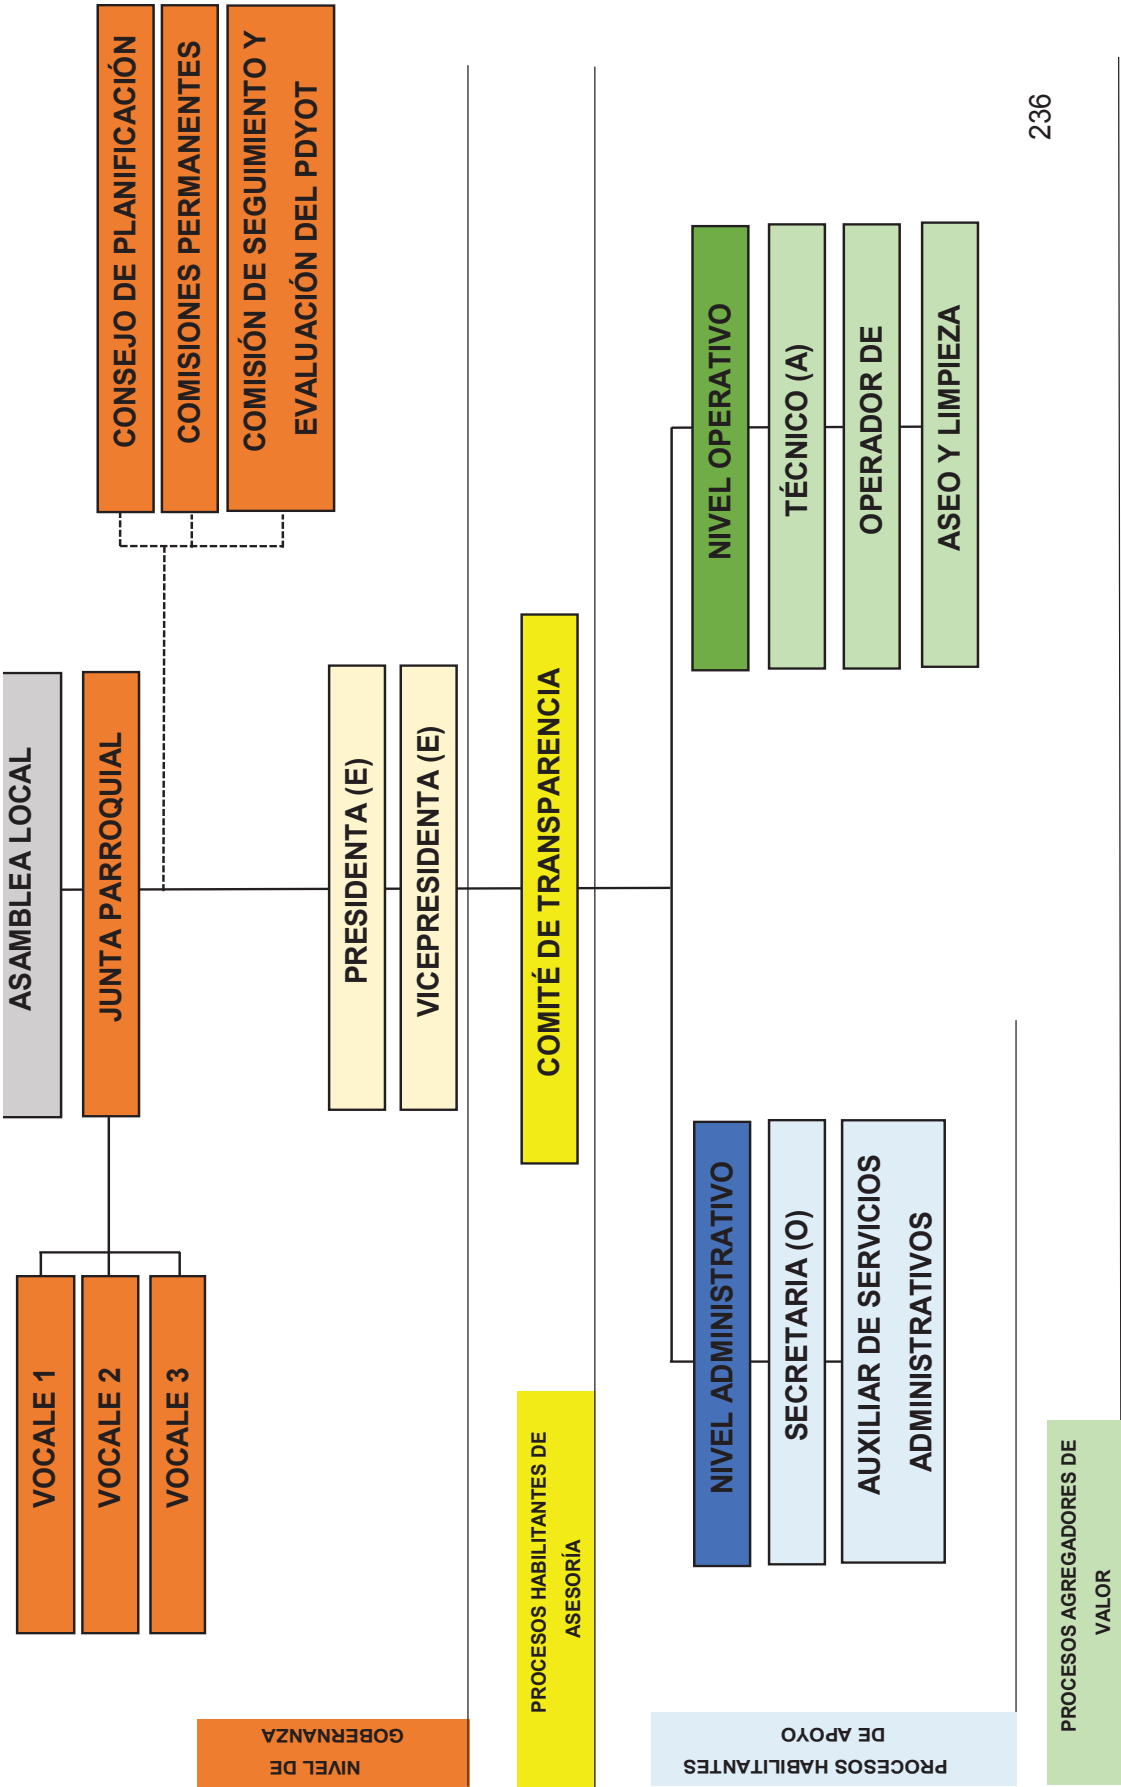 ASAMBLEA LOCAL
JUNTA PARROQUIAL
VOCALE 1
VOCALE 2
VOCALE 3
CONSEJO DE PLANIFICACIÓN
COMISIONES PERMANENTES
COMISIÓN DE SEGUIMIENTO Y
EVALUACIÓN DEL PDYOT
NIVEL DE
GOBERNANZA
PRESIDENTA (E)
VICEPRESIDENTA (E)
PROCESOS HABILITANTES DE
ASESORÍA
COMITÉ DE TRANSPARENCIA
PROCESOS HABILITANTES
DE APOYO
NIVEL ADMINISTRATIVO
SECRETARIA (O)
AUXILIAR DE SERVICIOS
ADMINISTRATIVOS
NIVEL OPERATIVO
TÉCNICO (A)
OPERADOR DE
ASEO Y LIMPIEZA
PROCESOS AGREGADORES DE
VALOR
236